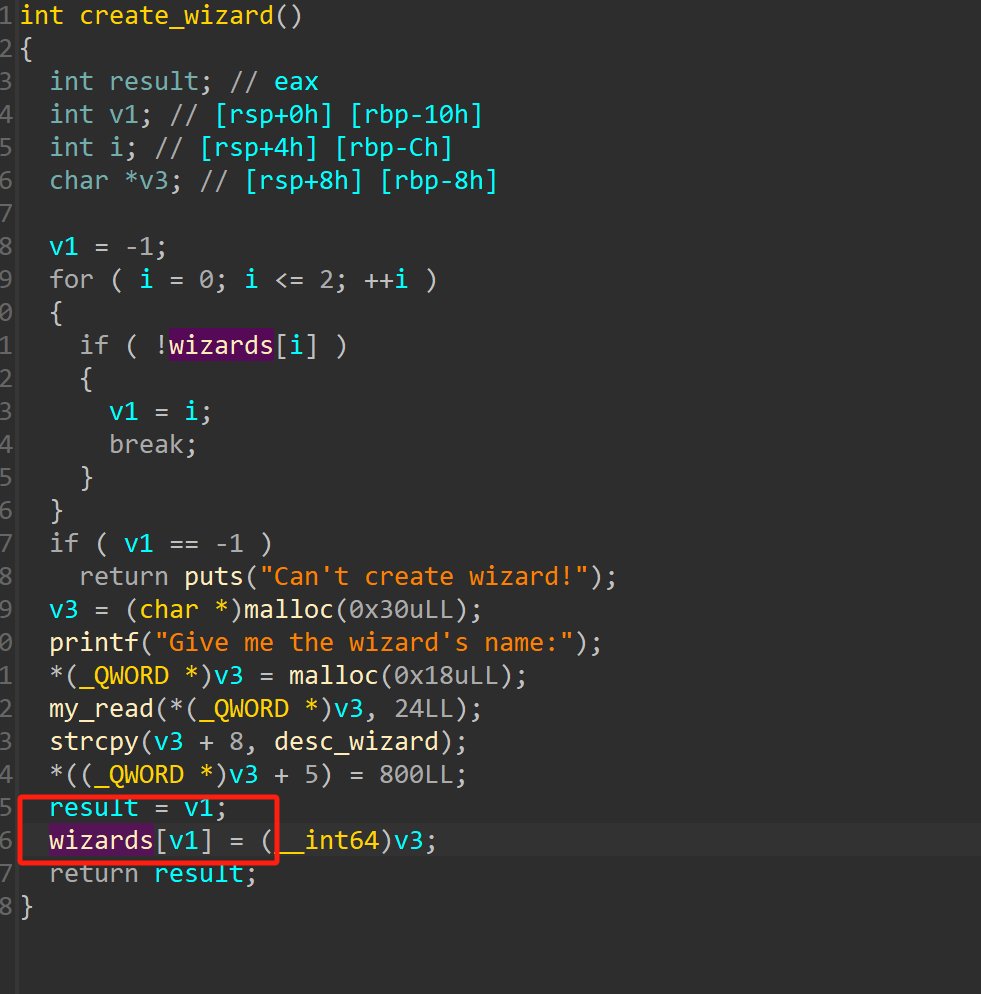 1 int create_wizard()
2 {
3 int result; // eax
4 int v1; // [rsp+0h] [rbp-10h]
5 int i; // [rsp+4h] [rbp-Ch]
6 char *v3; // [rsp+8h] [rbp-8h]
7
8 v1 = -1;
9 for ( i = 0; i <= 2; ++i )
0 {
1 if ( !wizards[i] )
2 {
3 v1 = i;
4 break;
5 }
6 }
7 if ( v1 == -1 )
8 return puts("Can't create wizard!");
9 v3 = (char *)malloc(0x30uLL);
0 printf("Give me the wizard's name:");
1 *(_QWORD *)v3 = malloc(0x18uLL);
2 my_read(*(_QWORD *)v3, 24LL);
3 strcpy(v3 + 8, desc_wizard);
4 *((_QWORD *)v3 + 5) = 800LL;
5 result = v1;
6 wizards[v1] = (__int64)v3;
7 return result;
8 }